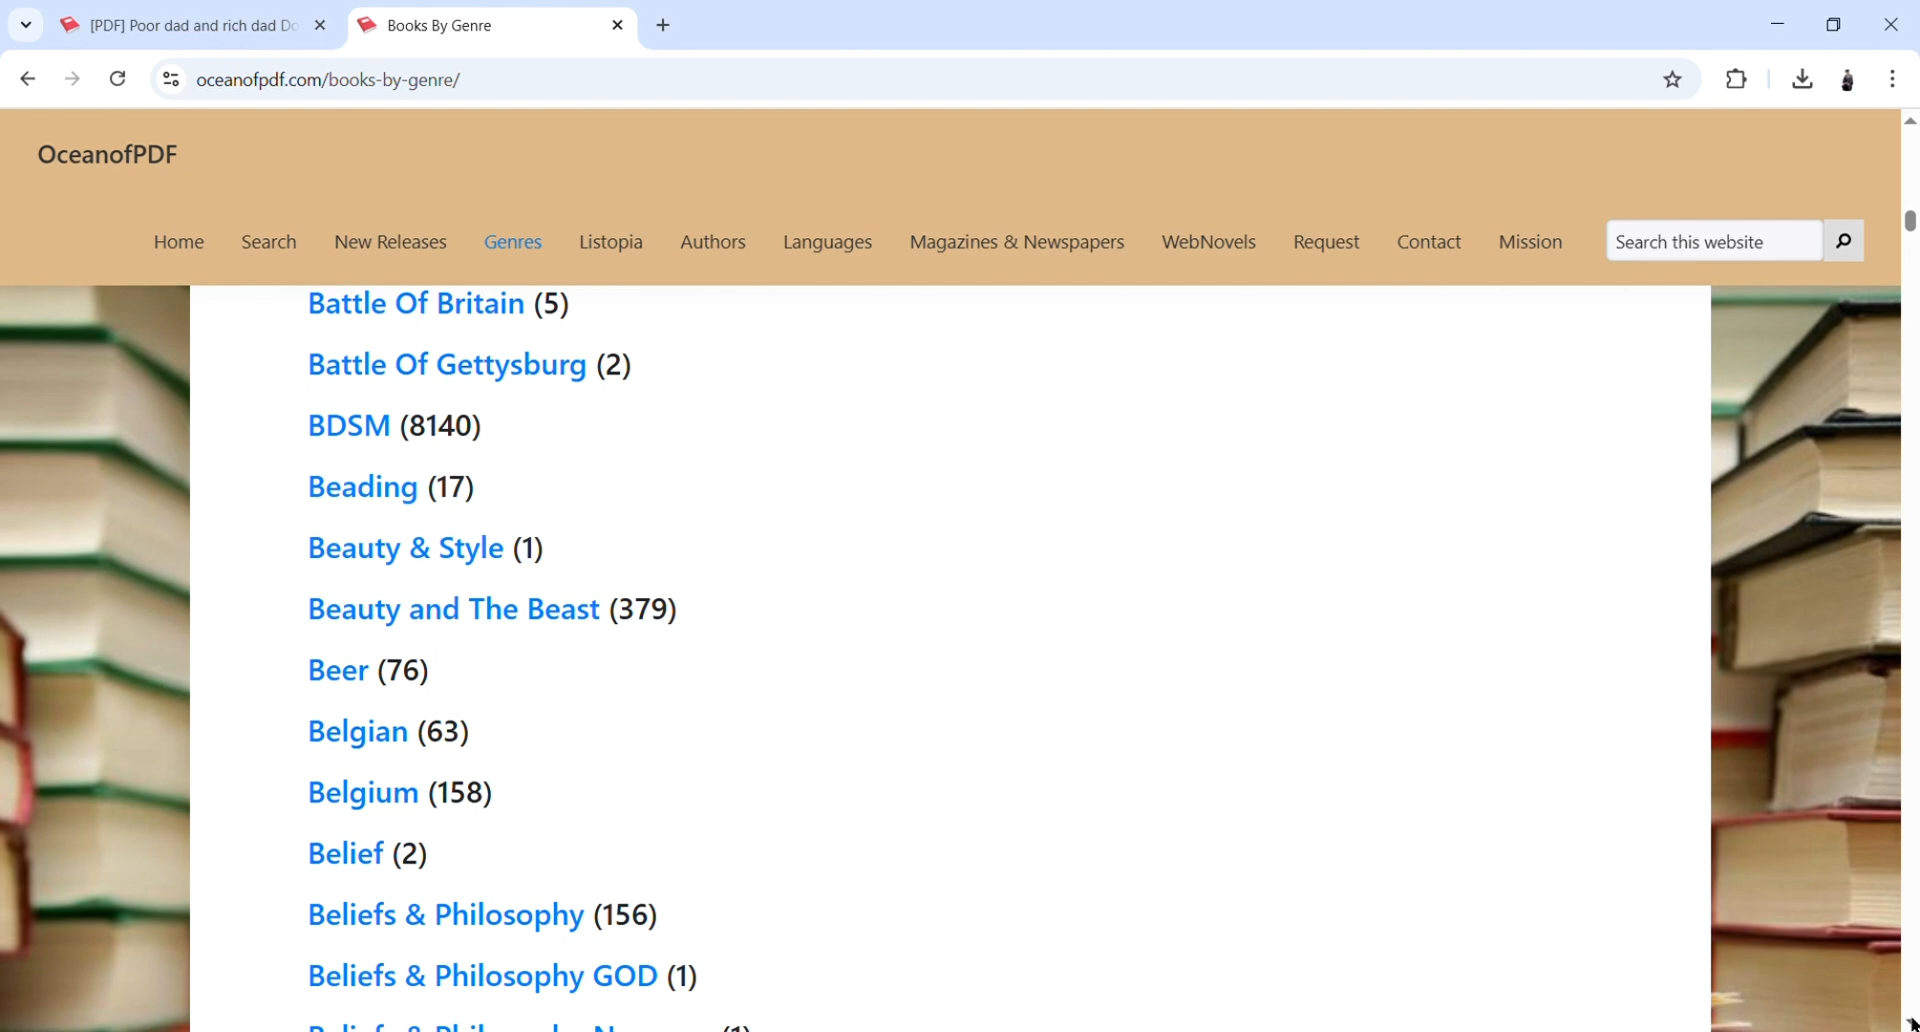 [PDF] Poor dad and rich dad Do
Books By Genre
oceanofpdf.com/books-by-genre/
OceanofPDF
Home Search New Releases Genres Listopia Authors Languages Magazines & Newspapers WebNovels Request Contact Mission Search this website
Battle Of Britain (5)
Battle Of Gettysburg (2)
BDSM (8140)
Beading (17)
Beauty & Style (1)
Beauty and The Beast (379)
Beer (76)
Belgian (63)
Belgium (158)
Belief (2)
Beliefs & Philosophy (156)
Beliefs & Philosophy GOD (1)